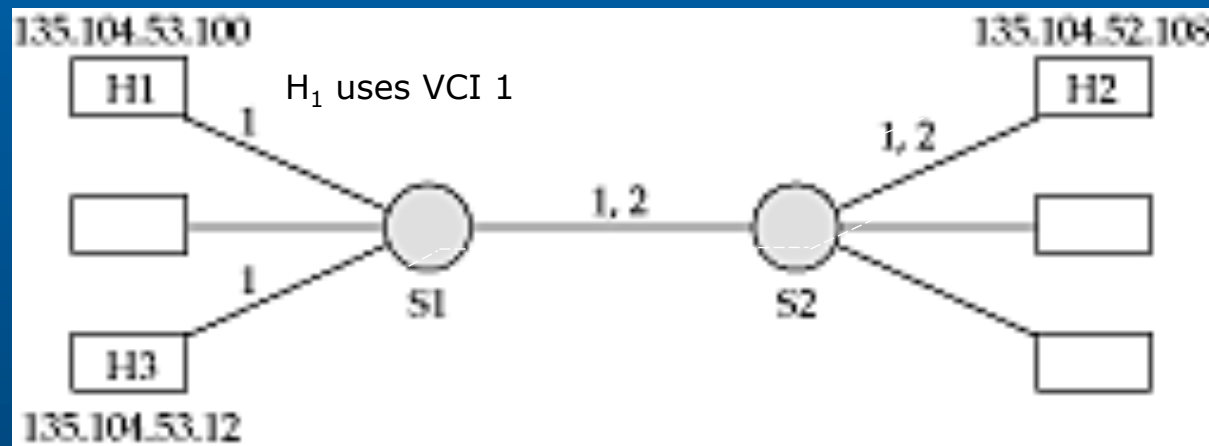 135.104.53.100
135.104.52.108
H1
H₁ uses VCI 1
H2
1
1, 2
1, 2
1
S1
S2
H3
135.104.53.12